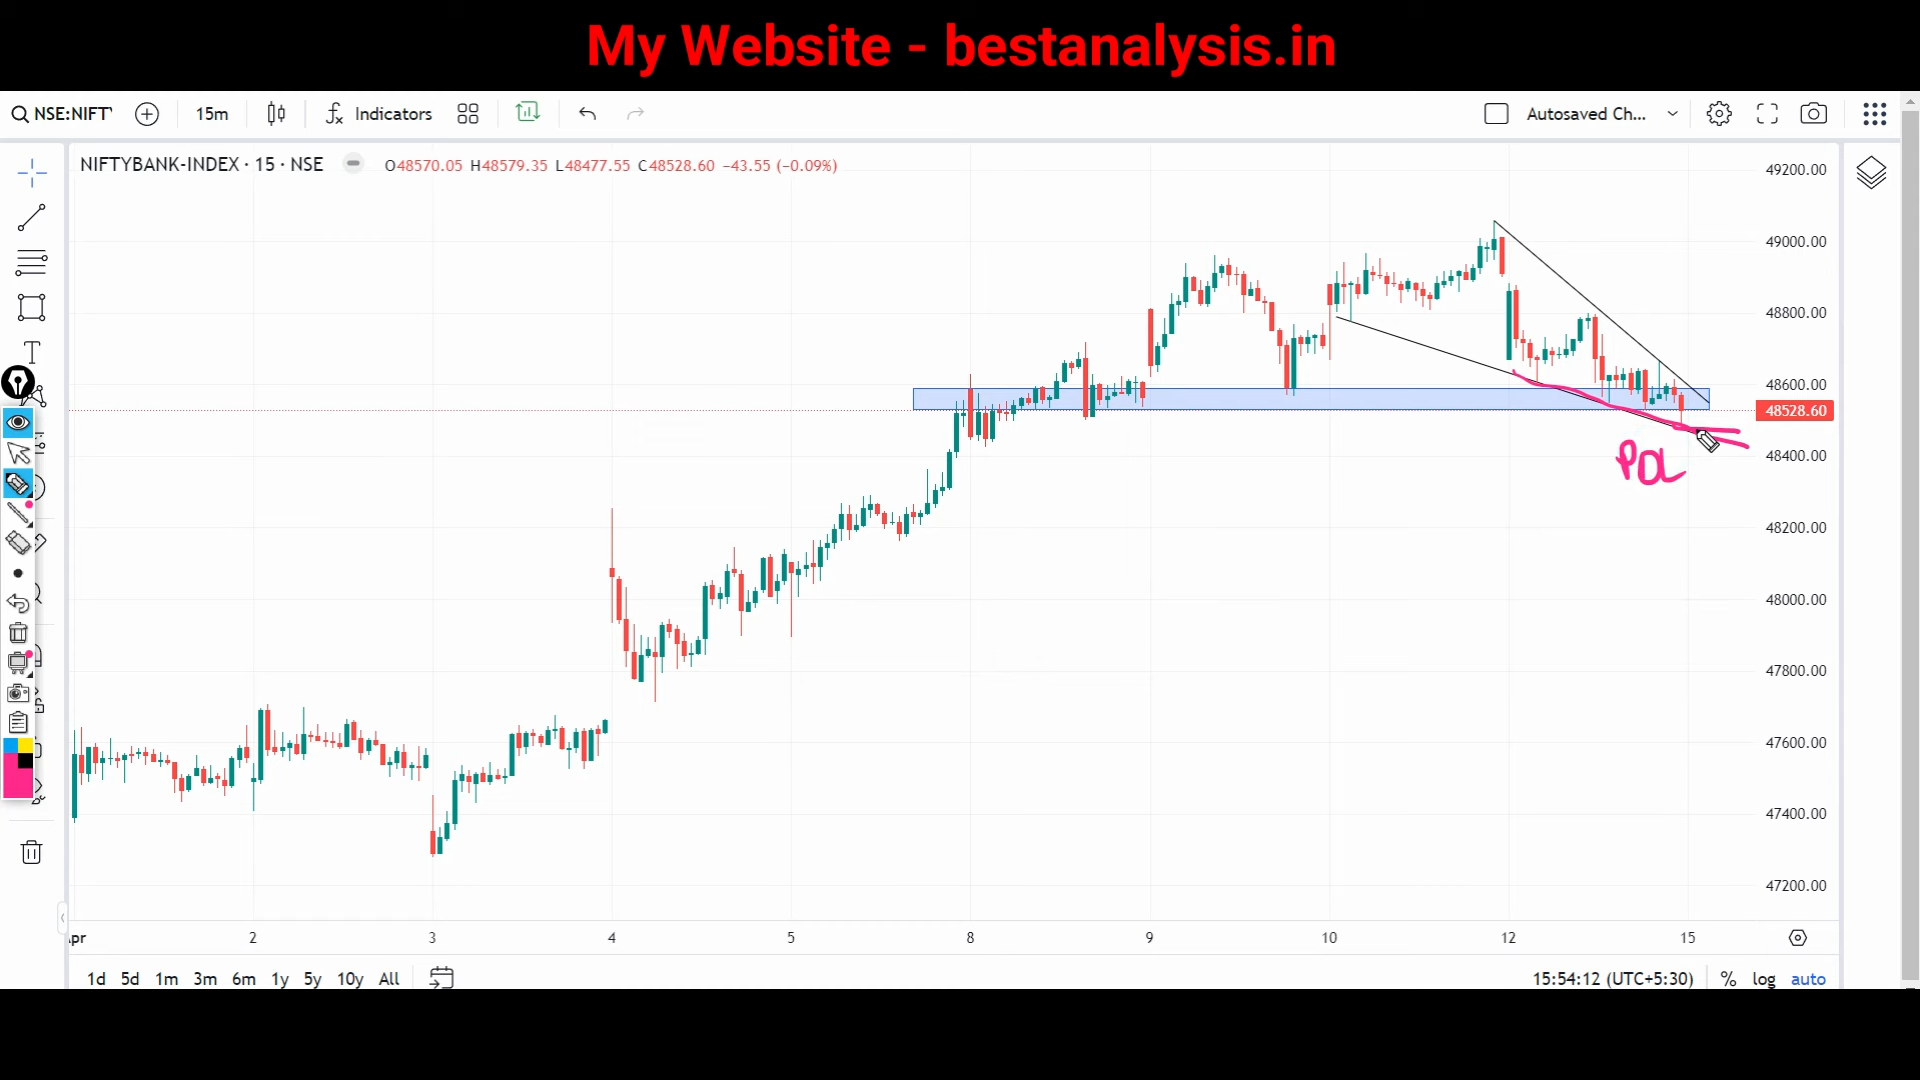 My Website - bestanalysis.in
NSE:NIFT
15m
Indicators
Autosaved Ch...
NIFTYBANK-INDEX · 15 · NSE
O48570.05 H48579.35 L48477.55 C48528.60 −43.55 (−0.09%)
49200.00
49000.00
48800.00
48600.00
48528.60
48400.00
PDL
48200.00
48000.00
47800.00
47600.00
47400.00
47200.00
pr 2 3 4 5 8 9 10 12 15
1d 5d 1m 3m 6m 1y 5y 10y All
15:54:12 (UTC+5:30) % log auto